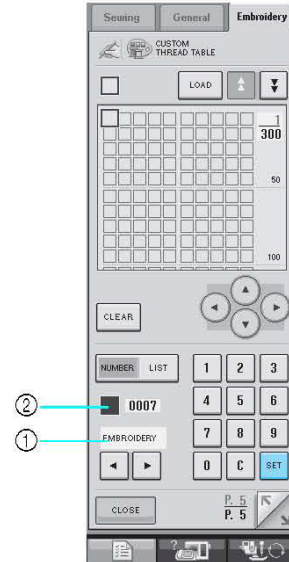 Sewing General Embroidery
CUSTOM
THREAD TABLE
LOAD
1
300
50
100
CLEAR
NUMBER LIST
1 2 3
② 0007
4 5 6
① EMBROIDERY
7 8 9
0 C SET
CLOSE
P. 5
P. 5
?